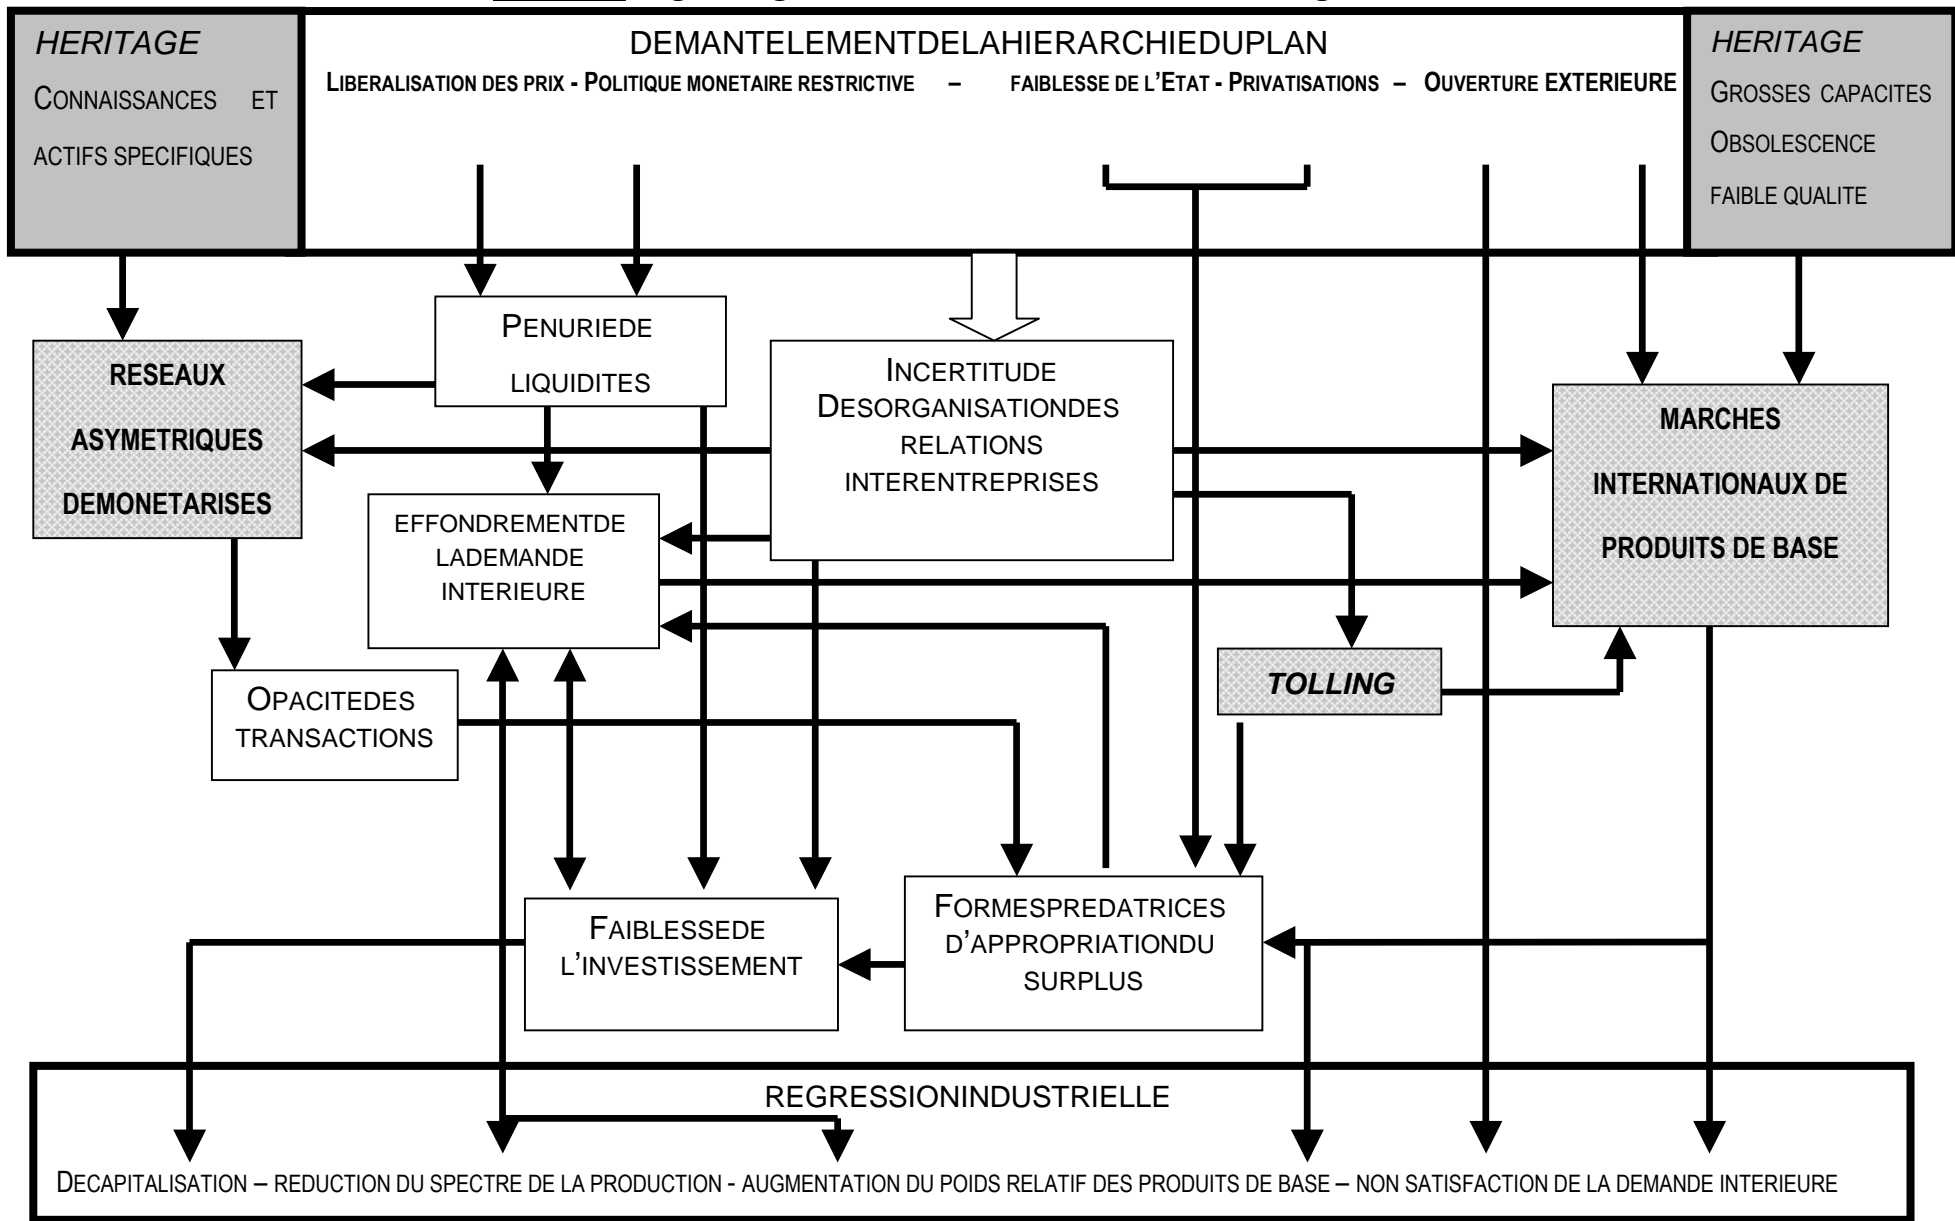 HERITAGE
CONNAISSANCES ET
ACTIFS SPECIFIQUES
DEMANTELEMENTDELAHIERARCHIEDUPLAN
LIBERALISATION DES PRIX - POLITIQUE MONETAIRE RESTRICTIVE – FAIBLESSE DE L'ETAT - PRIVATISATIONS – OUVERTURE EXTERIEURE
HERITAGE
GROSSES CAPACITES
OBSOLESCENCE
FAIBLE QUALITE
PENURIEDE
LIQUIDITES
RESEAUX
ASYMETRIQUES
DEMONETARISES
INCERTITUDE
DESORGANISATIONDES
RELATIONS
INTERENTREPRISES
MARCHES
INTERNATIONAUX DE
PRODUITS DE BASE
EFFONDREMENTDE
LADEMANDE
INTERIEURE
OPACITEDES
TRANSACTIONS
TOLLING
FAIBLESSEDE
L'INVESTISSEMENT
FORMESPREDATRICES
D'APPROPRIATIONDU
SURPLUS
REGRESSIONINDUSTRIELLE
DECAPITALISATION – REDUCTION DU SPECTRE DE LA PRODUCTION - AUGMENTATION DU POIDS RELATIF DES PRODUITS DE BASE – NON SATISFACTION DE LA DEMANDE INTERIEURE